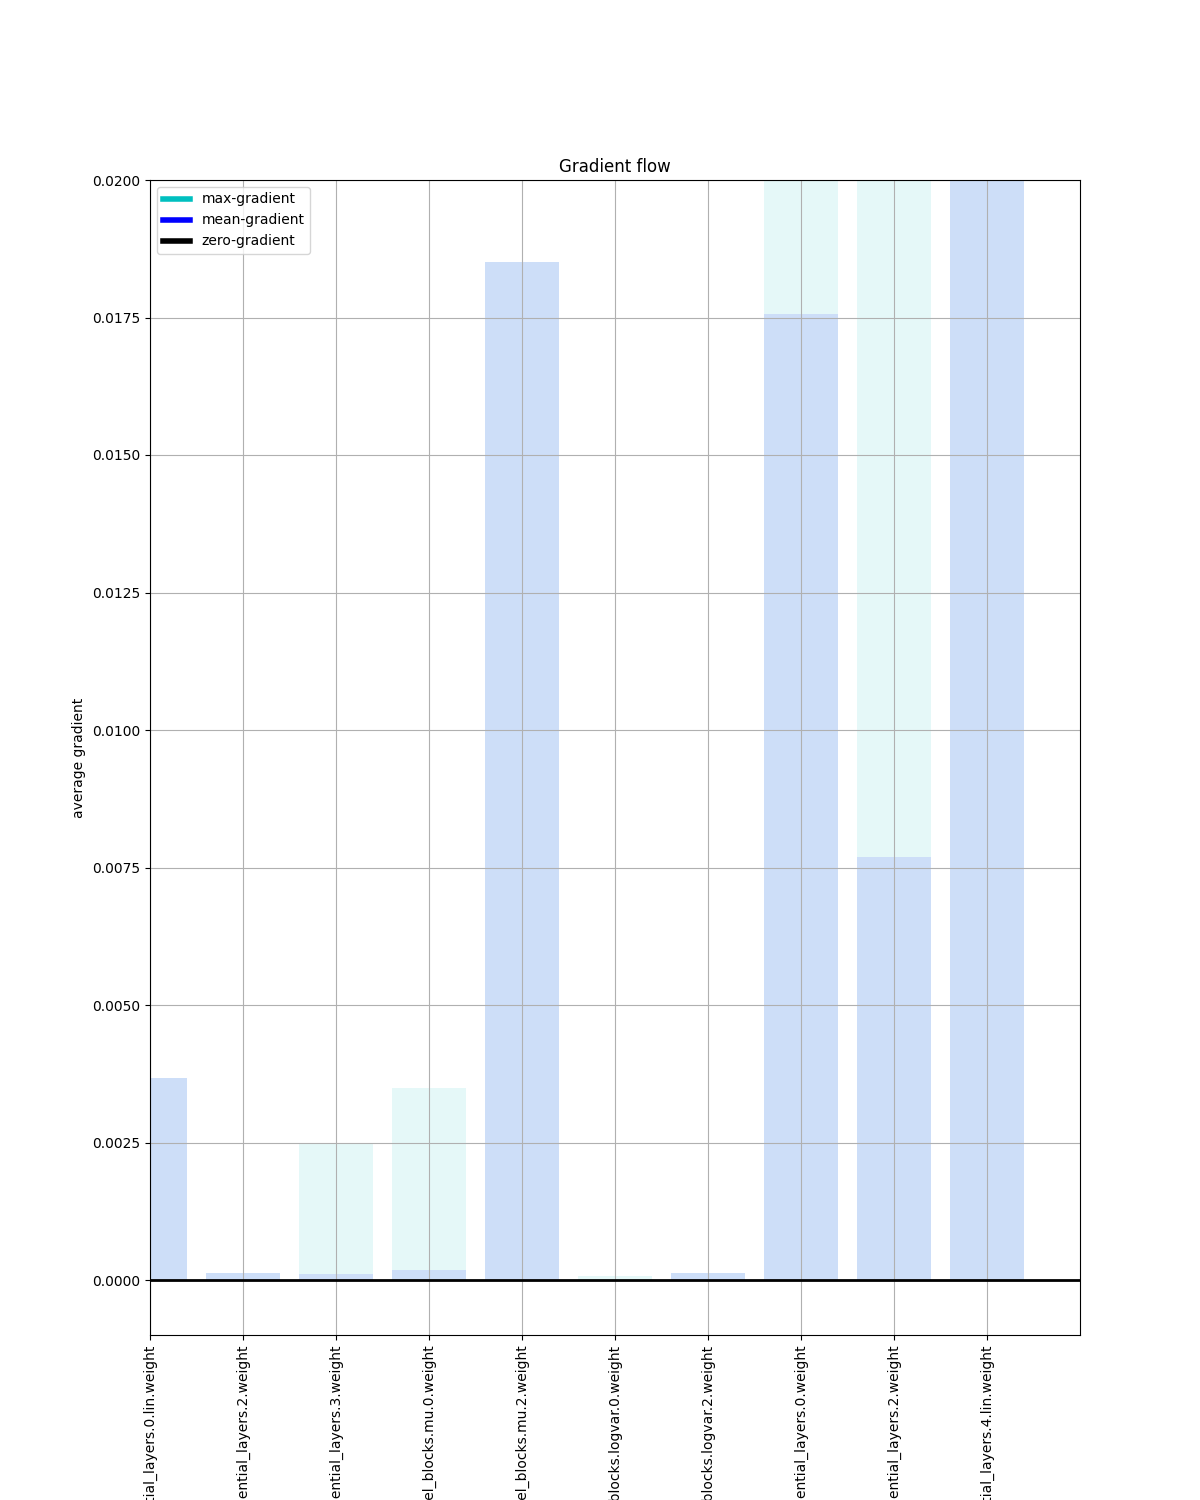 Gradient flow
max-gradient
mean-gradient
zero-gradient
0.0200
0.0175
0.0150
0.0125
0.0100
0.0075
0.0050
0.0025
0.0000
average gradient
tial_layers.0.lin.weight
ential_layers.2.weight
ential_layers.3.weight
el_blocks.mu.0.weight
el_blocks.mu.2.weight
blocks.logvar.0.weight
blocks.logvar.2.weight
ential_layers.0.weight
ential_layers.2.weight
tial_layers.4.lin.weight